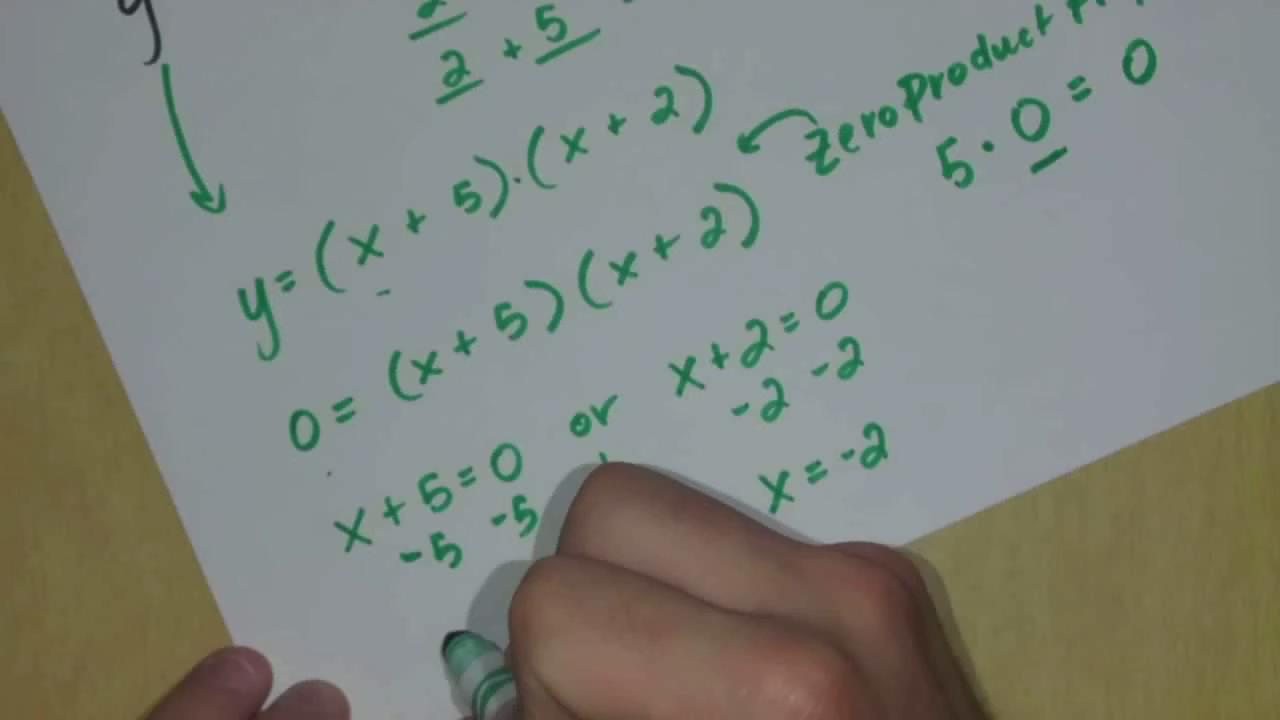 y
2 + 5
zero product
5 · 0 = 0
y = (x + 5) · (x + 2)
0 = (x + 5) (x + 2)
x + 5 = 0 or x + 2 = 0
-5 -5 -2 -2
x = -2